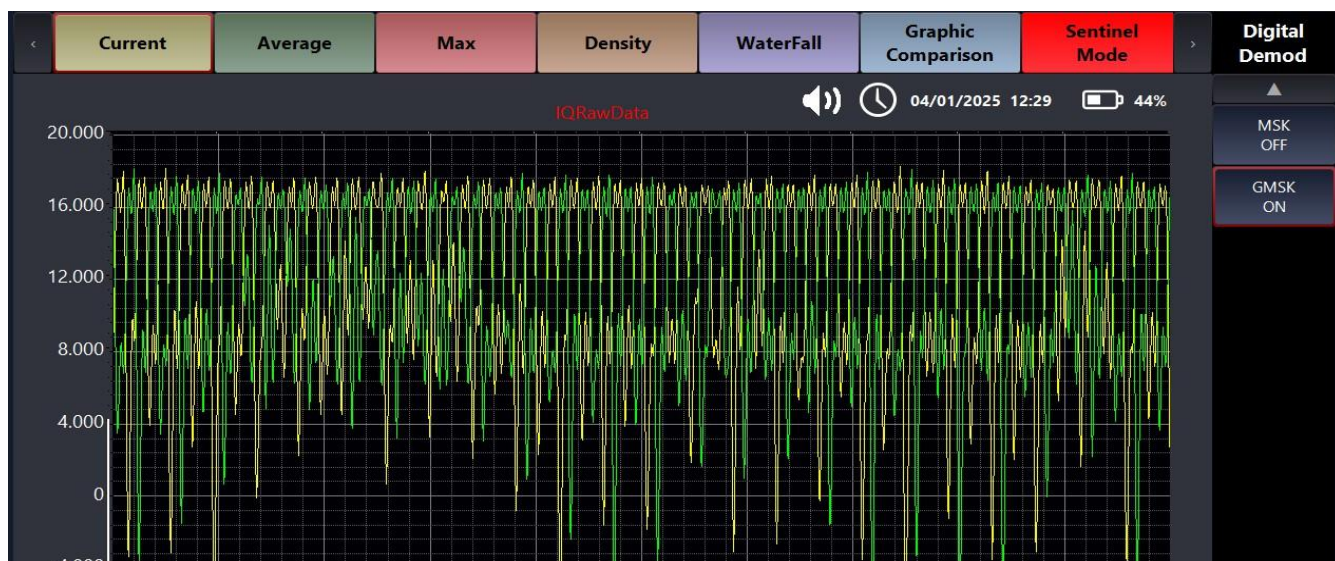 ‹
Current
Average
Max
Density
WaterFall
Graphic
Comparison
Sentinel
Mode
›
Digital
Demod
IQRawData
04/01/2025 12:29
44%
▲
MSK
OFF
GMSK
ON
20.000
16.000
12.000
8.000
4.000
0